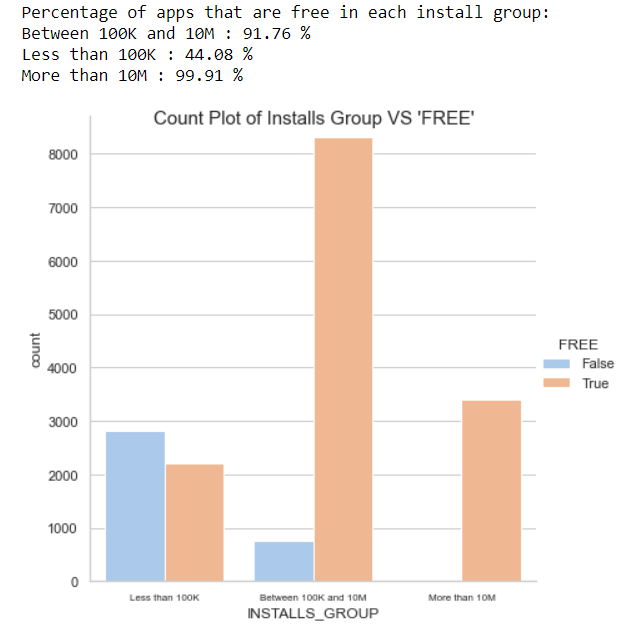 Percentage of apps that are free in each install group:
Between 100K and 10M : 91.76 %
Less than 100K : 44.08 %
More than 10M : 99.91 %
Count Plot of Installs Group VS 'FREE'
8000
7000
6000
5000
4000
3000
2000
1000
0
count
Less than 100K
Between 100K and 10M
More than 10M
INSTALLS_GROUP
FREE
False
True